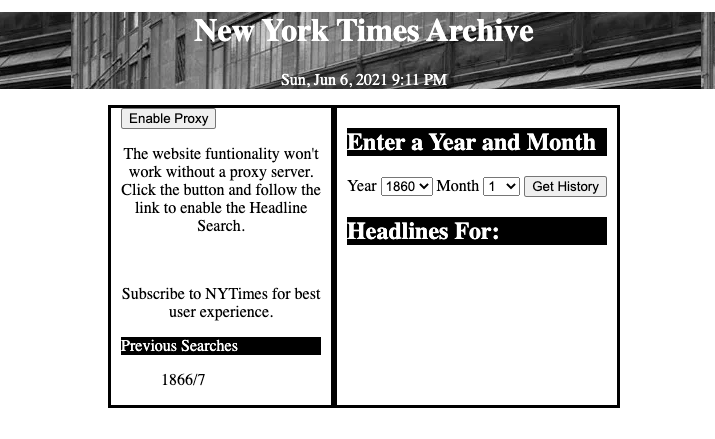 New York Times Archive
Sun, Jun 6, 2021 9:11 PM
Enable Proxy
The website funtionality won't
work without a proxy server.
Click the button and follow the
link to enable the Headline
Search.
Subscribe to NYTimes for best
user experience.
Previous Searches
1866/7
Enter a Year and Month
Year 1860 Month 1 Get History
Headlines For: